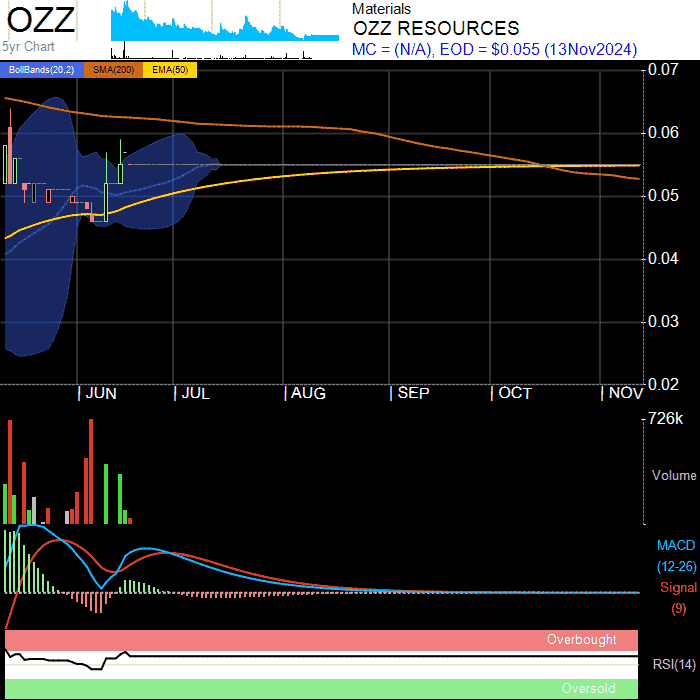 OZZ
5yr Chart
Materials
OZZ RESOURCES
MC = (N/A), EOD = $0.055 (13Nov2024)
BollBands(20,2) SMA(200) EMA(50)
0.07
0.06
0.05
0.04
0.03
0.02
JUN JUL AUG SEP OCT NOV
726k
Volume
MACD
(12-26)
Signal
(9)
Overbought
RSI(14)
Oversold